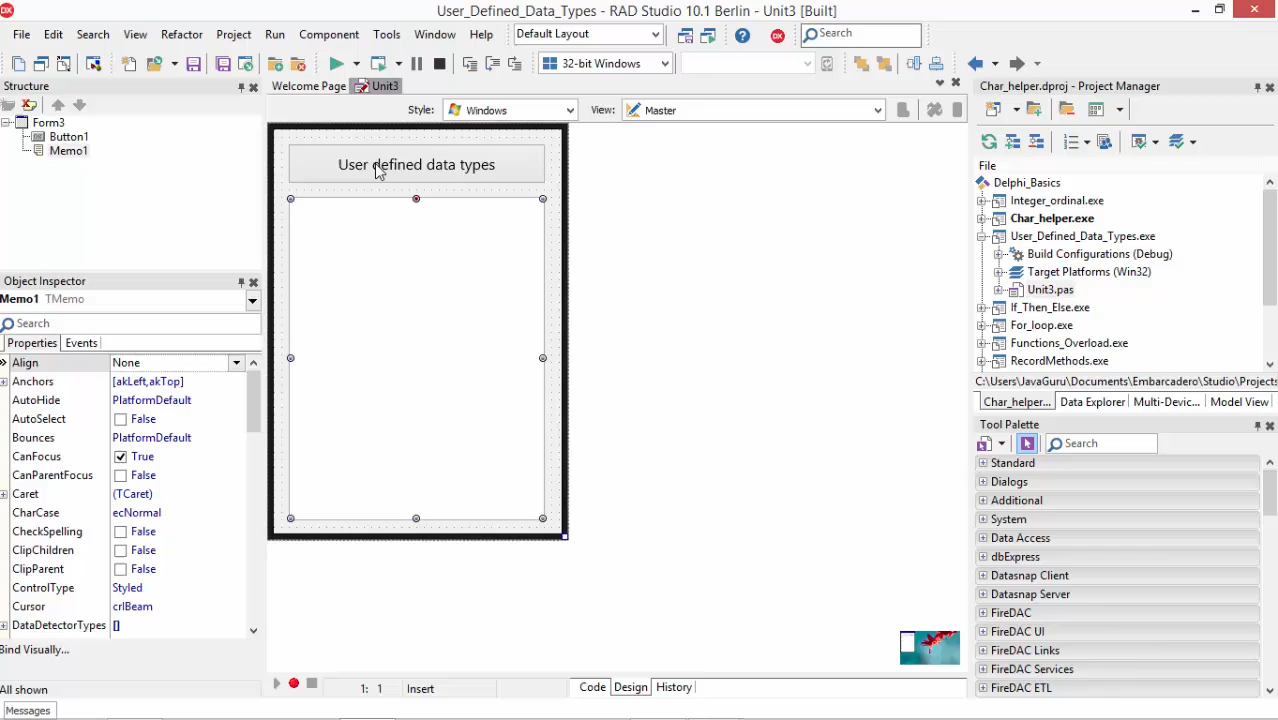 User_Defined_Data_Types - RAD Studio 10.1 Berlin - Unit3 [Built]
File Edit Search View Refactor Project Run Component Tools Window Help Default Layout Search
32-bit Windows
Structure
Form3
Button1
Memo1
Welcome Page Unit3
Style: Windows View: Master
User defined data types
Object Inspector
Memo1 TMemo
Search
Properties Events
Align None
Anchors [akLeft,akTop]
AutoHide PlatformDefault
AutoSelect False
Bounces PlatformDefault
CanFocus True
CanParentFocus False
Caret (TCaret)
CharCase ecNormal
CheckSpelling False
ClipChildren False
ClipParent False
ControlType Styled
Cursor crIBeam
DataDetectorTypes []
Bind Visually...
All shown
1: 1 Insert Code Design History
Messages
Char_helper.dproj - Project Manager
File
Delphi_Basics
Integer_ordinal.exe
Char_helper.exe
User_Defined_Data_Types.exe
Build Configurations (Debug)
Target Platforms (Win32)
Unit3.pas
If_Then_Else.exe
For_loop.exe
Functions_Overload.exe
RecordMethods.exe
C:\Users\JavaGuru\Documents\Embarcadero\Studio\Projects
Char_helper... Data Explorer Multi-Devic... Model View
Tool Palette
Search
Standard
Dialogs
Additional
System
Data Access
dbExpress
Datasnap Client
Datasnap Server
FireDAC
FireDAC UI
FireDAC Links
FireDAC Services
FireDAC ETL